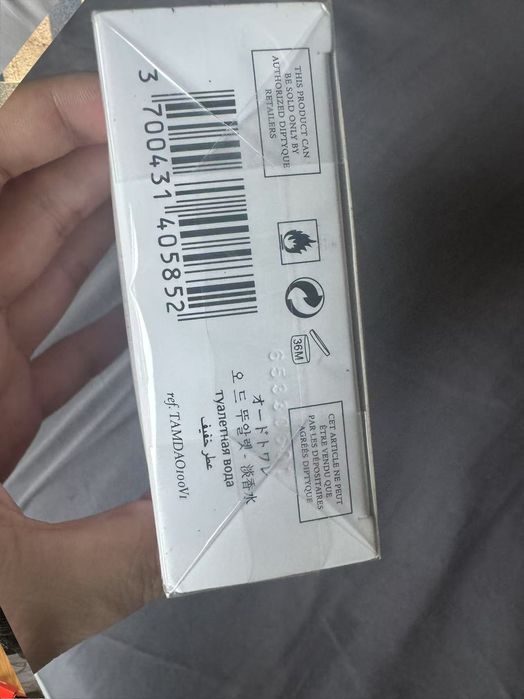 THIS PRODUCT CAN
BE SOLD ONLY BY
AUTHORIZED DIPTYQUE
RETAILERS
3 700431 405852
36M
オードトワレ
오 드 뚜알렛 - 淡香水
туалетная вода
عطر خفيف
ref. TAMDAO100V1
CET ARTICLE NE PEUT
ÊTRE VENDU QUE
PAR LES DÉPOSITAIRES
AGRÉÉS DIPTYQUE